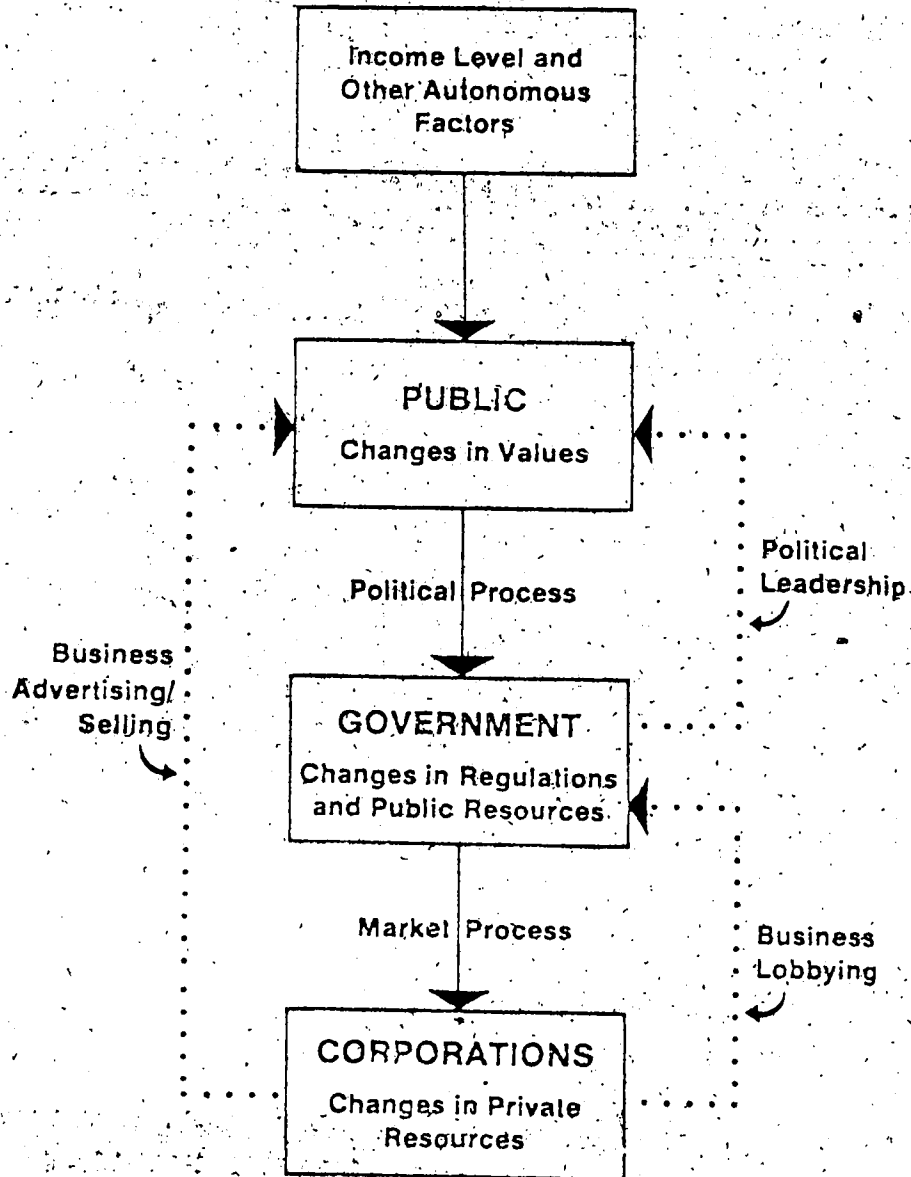 Income Level and
Other Autonomous
Factors
PUBLIC
Changes in Values
Political Process
Political
Leadership
Business
Advertising/
Selling
GOVERNMENT
Changes in Regulations
and Public Resources
Market Process
Business
Lobbying
CORPORATIONS
Changes in Private
Resources